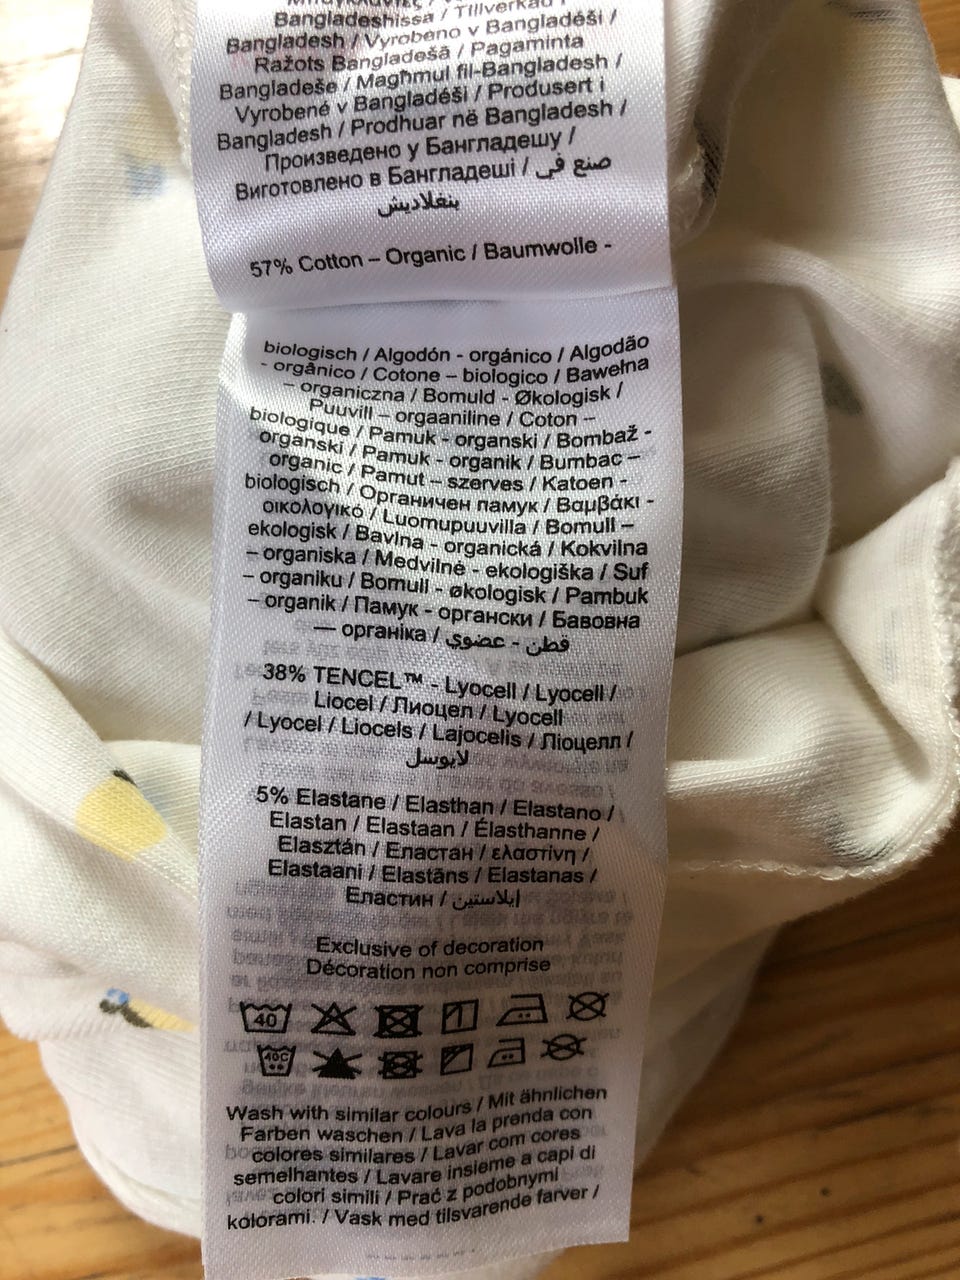 Bangladeshissa / Tillverkad i
Bangladesh / Vyrobeno v Bangladéši /
Ražots Bangladešā / Pagaminta
Bangladeše / Magħmul fil-Bangladesh /
Vyrobené v Bangladéši / Produsert i
Bangladesh / Prodhuar në Bangladesh /
Произведено у Бангладешу /
Виготовлено в Бангладеші / صنع في
بنغلاديش
57% Cotton – Organic / Baumwolle -
biologisch / Algodón - orgánico / Algodão
- orgânico / Cotone – biologico / Bawełna
– organiczna / Bomuld - Økologisk /
Puuvill – orgaaniline / Coton –
biologique / Pamuk - organski / Bombaž -
organski / Pamuk - organik / Bumbac –
organic / Pamut – szerves / Katoen -
biologisch / Органичен памук / Βαμβάκι -
οικολογικό / Luomupuuvilla / Bomull –
ekologisk / Bavlna - organická / Kokvilna
– organiska / Medvilnė - ekologiška / Suf
– organiku / Bomull - økologisk / Pambuk
– organik / Памук - органски / Бавовна
— органіка / قطن - عضوي
38% TENCEL™ - Lyocell / Lyocell /
Liocel / Лиоцел / Lyocell
/ Lyocel / Liocels / Lajocelis / Ліоцелл /
لايوسل
5% Elastane / Elasthan / Elastano /
Elastan / Elastaan / Élasthanne /
Elasztán / Еластан / ελαστίνη /
Elastaani / Elastāns / Elastanas /
Еластин / إيلاستين
Exclusive of decoration
Décoration non comprise
40
40C
Wash with similar colours / Mit ähnlichen
Farben waschen / Lava la prenda con
colores similares / Lavar com cores
semelhantes / Lavare insieme a capi di
colori simili / Prać z podobnymi
kolorami. / Vask med tilsvarende farver /